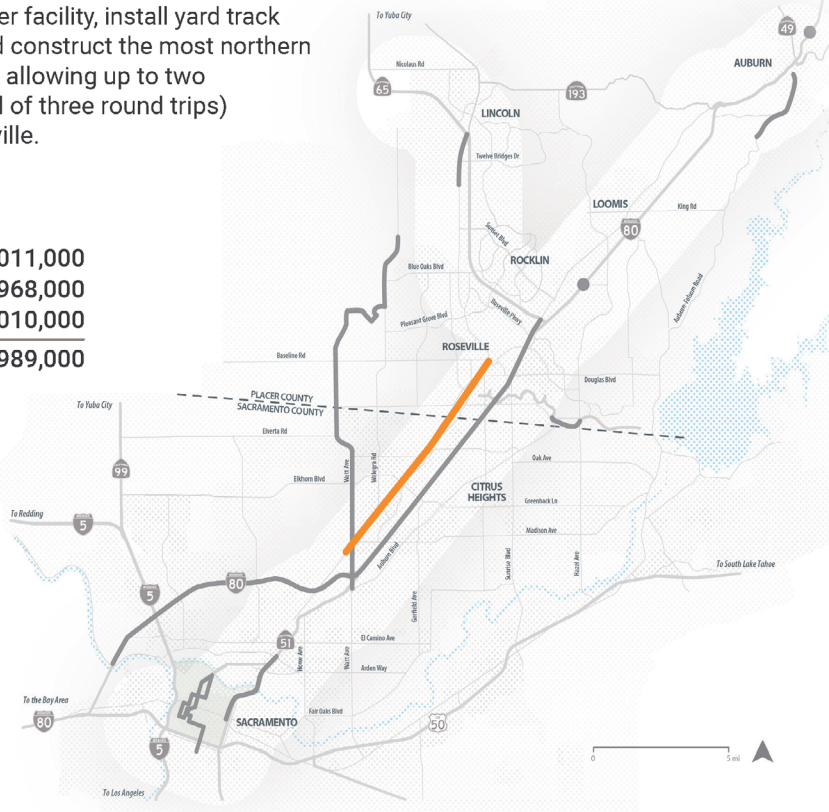 er facility, install yard track
d construct the most northern
allowing up to two
l of three round trips)
ville.
011,000
968,000
010,000
989,000
To Yuba City
49
AUBURN
Nicolaus Rd
65
193
LINCOLN
Twelve Bridges Dr
LOOMIS
King Rd
80
Sunset Blvd
ROCKLIN
Blue Oaks Blvd
Auburn Folsom Road
Roseville Pkwy
Pleasant Grove Blvd
ROSEVILLE
Baseline Rd
Douglas Blvd
PLACER COUNTY
SACRAMENTO COUNTY
To Yuba City
Elverta Rd
Oak Ave
99
Watt Ave
Walerga Rd
Elkhorn Blvd
CITRUS
HEIGHTS
Greenback Ln
To Redding
5
Madison Ave
Auburn Blvd
Sunrise Blvd
Hazel Ave
To South Lake Tahoe
80
5
Garfield Ave
51
El Camino Ave
Howe Ave
Watt Ave
Arden Way
To the Bay Area
80
Fair Oaks Blvd
SACRAMENTO
50
5
0
5 mi
To Los Angeles